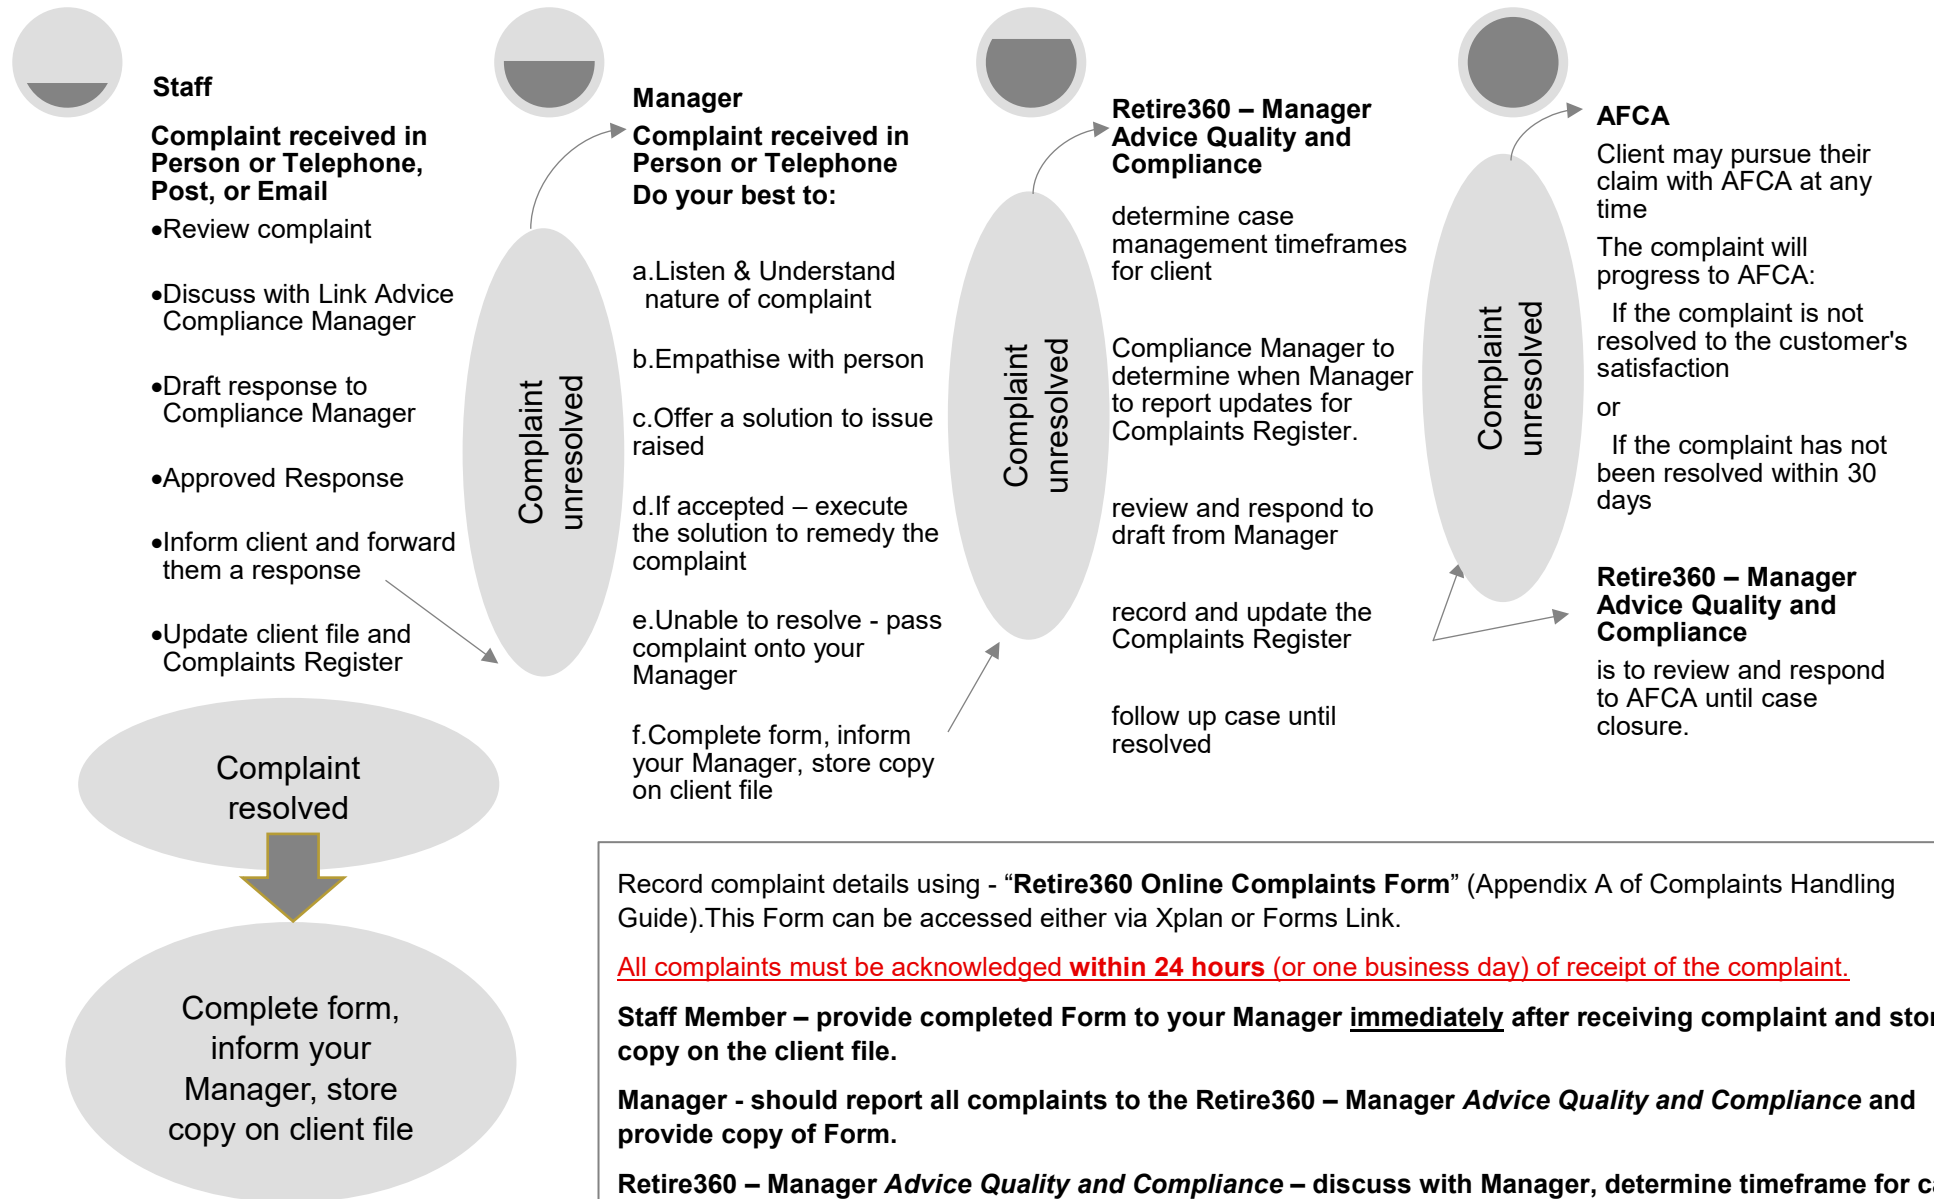 Staff
Complaint received in
Person or Telephone,
Post, or Email
•Review complaint
•Discuss with Link Advice
Compliance Manager
•Draft response to
Compliance Manager
•Approved Response
•Inform client and forward
them a response
•Update client file and
Complaints Register
Complaint
resolved
Complete form,
inform your
Manager, store
copy on client file
Complaint
unresolved
Manager
Complaint received in
Person or Telephone
Do your best to:
a.Listen & Understand
nature of complaint
b.Empathise with person
c.Offer a solution to issue
raised
d.If accepted – execute
the solution to remedy the
complaint
e.Unable to resolve - pass
complaint onto your
Manager
f.Complete form, inform
your Manager, store copy
on client file
Complaint
unresolved
Retire360 – Manager
Advice Quality and
Compliance
determine case
management timeframes
for client
Compliance Manager to
determine when Manager
to report updates for
Complaints Register.
review and respond to
draft from Manager
record and update the
Complaints Register
follow up case until
resolved
Complaint
unresolved
AFCA
Client may pursue their
claim with AFCA at any
time
The complaint will
progress to AFCA:
If the complaint is not
resolved to the customer's
satisfaction
or
If the complaint has not
been resolved within 30
days
Retire360 – Manager
Advice Quality and
Compliance
is to review and respond
to AFCA until case
closure.
Record complaint details using - “Retire360 Online Complaints Form” (Appendix A of Complaints Handling
Guide).This Form can be accessed either via Xplan or Forms Link.
All complaints must be acknowledged within 24 hours (or one business day) of receipt of the complaint.
Staff Member – provide completed Form to your Manager immediately after receiving complaint and
copy on the client file.
Manager - should report all complaints to the Retire360 – Manager Advice Quality and Compliance and
provide copy of Form.
Retire360 – Manager Advice Quality and Compliance – discuss with Manager, determine timeframe for